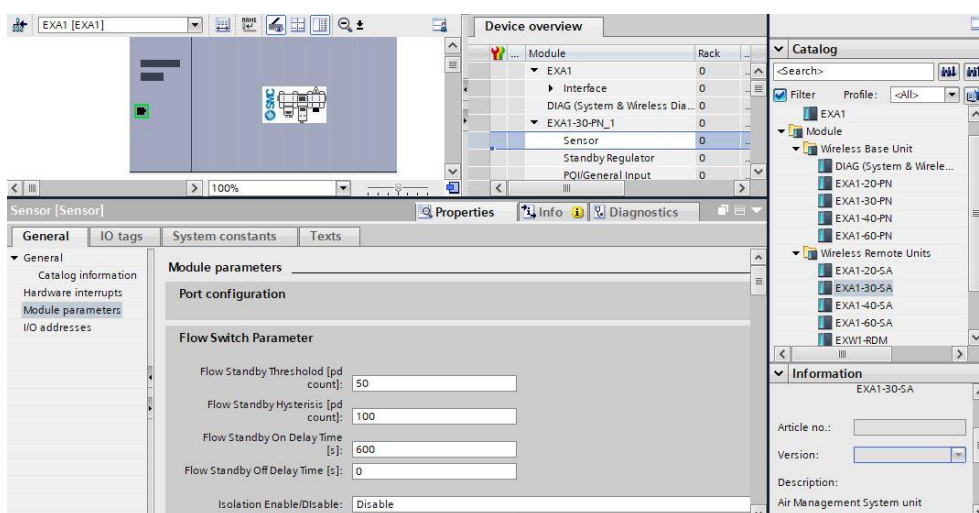 EXA1 [EXA1]
SMC
100%
Device overview
... Module Rack ...
EXA1 0
Interface 0
DIAG (System & Wireless Dia... 0
EXA1-30-PN_1 0
Sensor 0
Standby Regulator 0
PQI/General Input 0
Catalog
<Search>
Filter Profile: <All>
EXA1
Module
Wireless Base Unit
DIAG (System & Wirele...
EXA1-20-PN
EXA1-30-PN
EXA1-40-PN
EXA1-60-PN
Wireless Remote Units
EXA1-20-SA
EXA1-30-SA
EXA1-40-SA
EXA1-60-SA
EXW1-RDM
Information
EXA1-30-SA
Article no.:
Version:
Description:
Air Management System unit
Sensor [Sensor]
Properties Info Diagnostics
General IO tags System constants Texts
General
Catalog information
Hardware interrupts
Module parameters
I/O addresses
Module parameters
Port configuration
Flow Switch Parameter
Flow Standby Thresholod [pd
count]: 50
Flow Standby Hysterisis [pd
count]: 100
Flow Standby On Delay Time
[s]: 600
Flow Standby Off Delay Time [s]: 0
Isolation Enable/DIsable: Disable